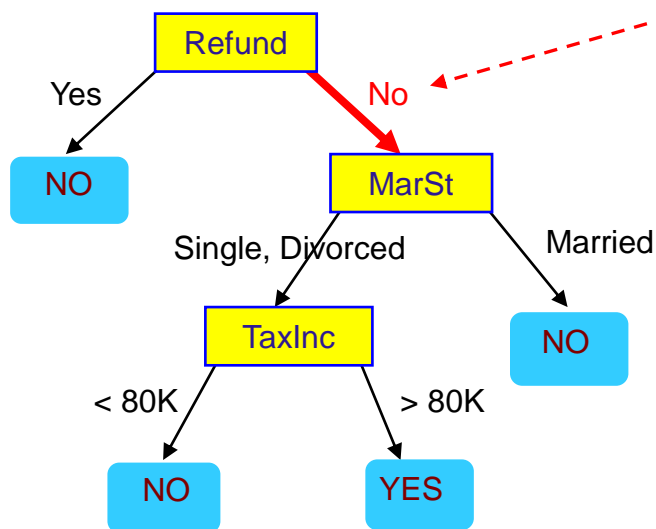 Refund
Yes
No
NO
MarSt
Single, Divorced
Married
TaxInc
NO
< 80K
> 80K
NO
YES